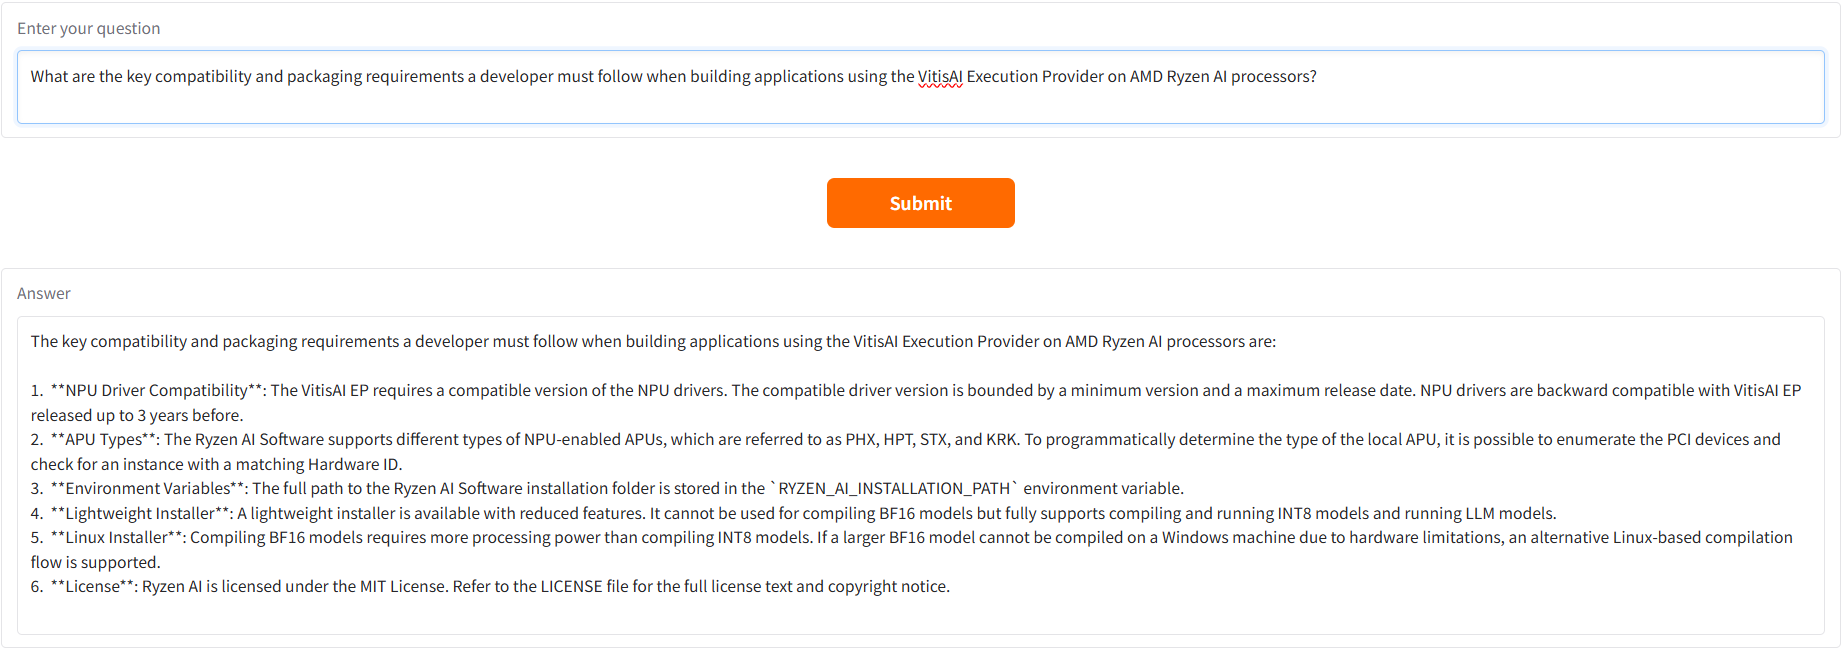 Enter your question
What are the key compatibility and packaging requirements a developer must follow when building applications using the VitisAI Execution Provider on AMD Ryzen AI processors?
Submit
Answer
The key compatibility and packaging requirements a developer must follow when building applications using the VitisAI Execution Provider on AMD Ryzen AI processors are:
1. **NPU Driver Compatibility**: The VitisAI EP requires a compatible version of the NPU drivers. The compatible driver version is bounded by a minimum version and a maximum release date. NPU drivers are backward compatible with VitisAI EP
released up to 3 years before.
2. **APU Types**: The Ryzen AI Software supports different types of NPU-enabled APUs, which are referred to as PHX, HPT, STX, and KRK. To programmatically determine the type of the local APU, it is possible to enumerate the PCI devices and
check for an instance with a matching Hardware ID.
3. **Environment Variables**: The full path to the Ryzen AI Software installation folder is stored in the `RYZEN_AI_INSTALLATION_PATH` environment variable.
4. **Lightweight Installer**: A lightweight installer is available with reduced features. It cannot be used for compiling BF16 models but fully supports compiling and running INT8 models and running LLM models.
5. **Linux Installer**: Compiling BF16 models requires more processing power than compiling INT8 models. If a larger BF16 model cannot be compiled on a Windows machine due to hardware limitations, an alternative Linux-based compilation
flow is supported.
6. **License**: Ryzen AI is licensed under the MIT License. Refer to the LICENSE file for the full license text and copyright notice.